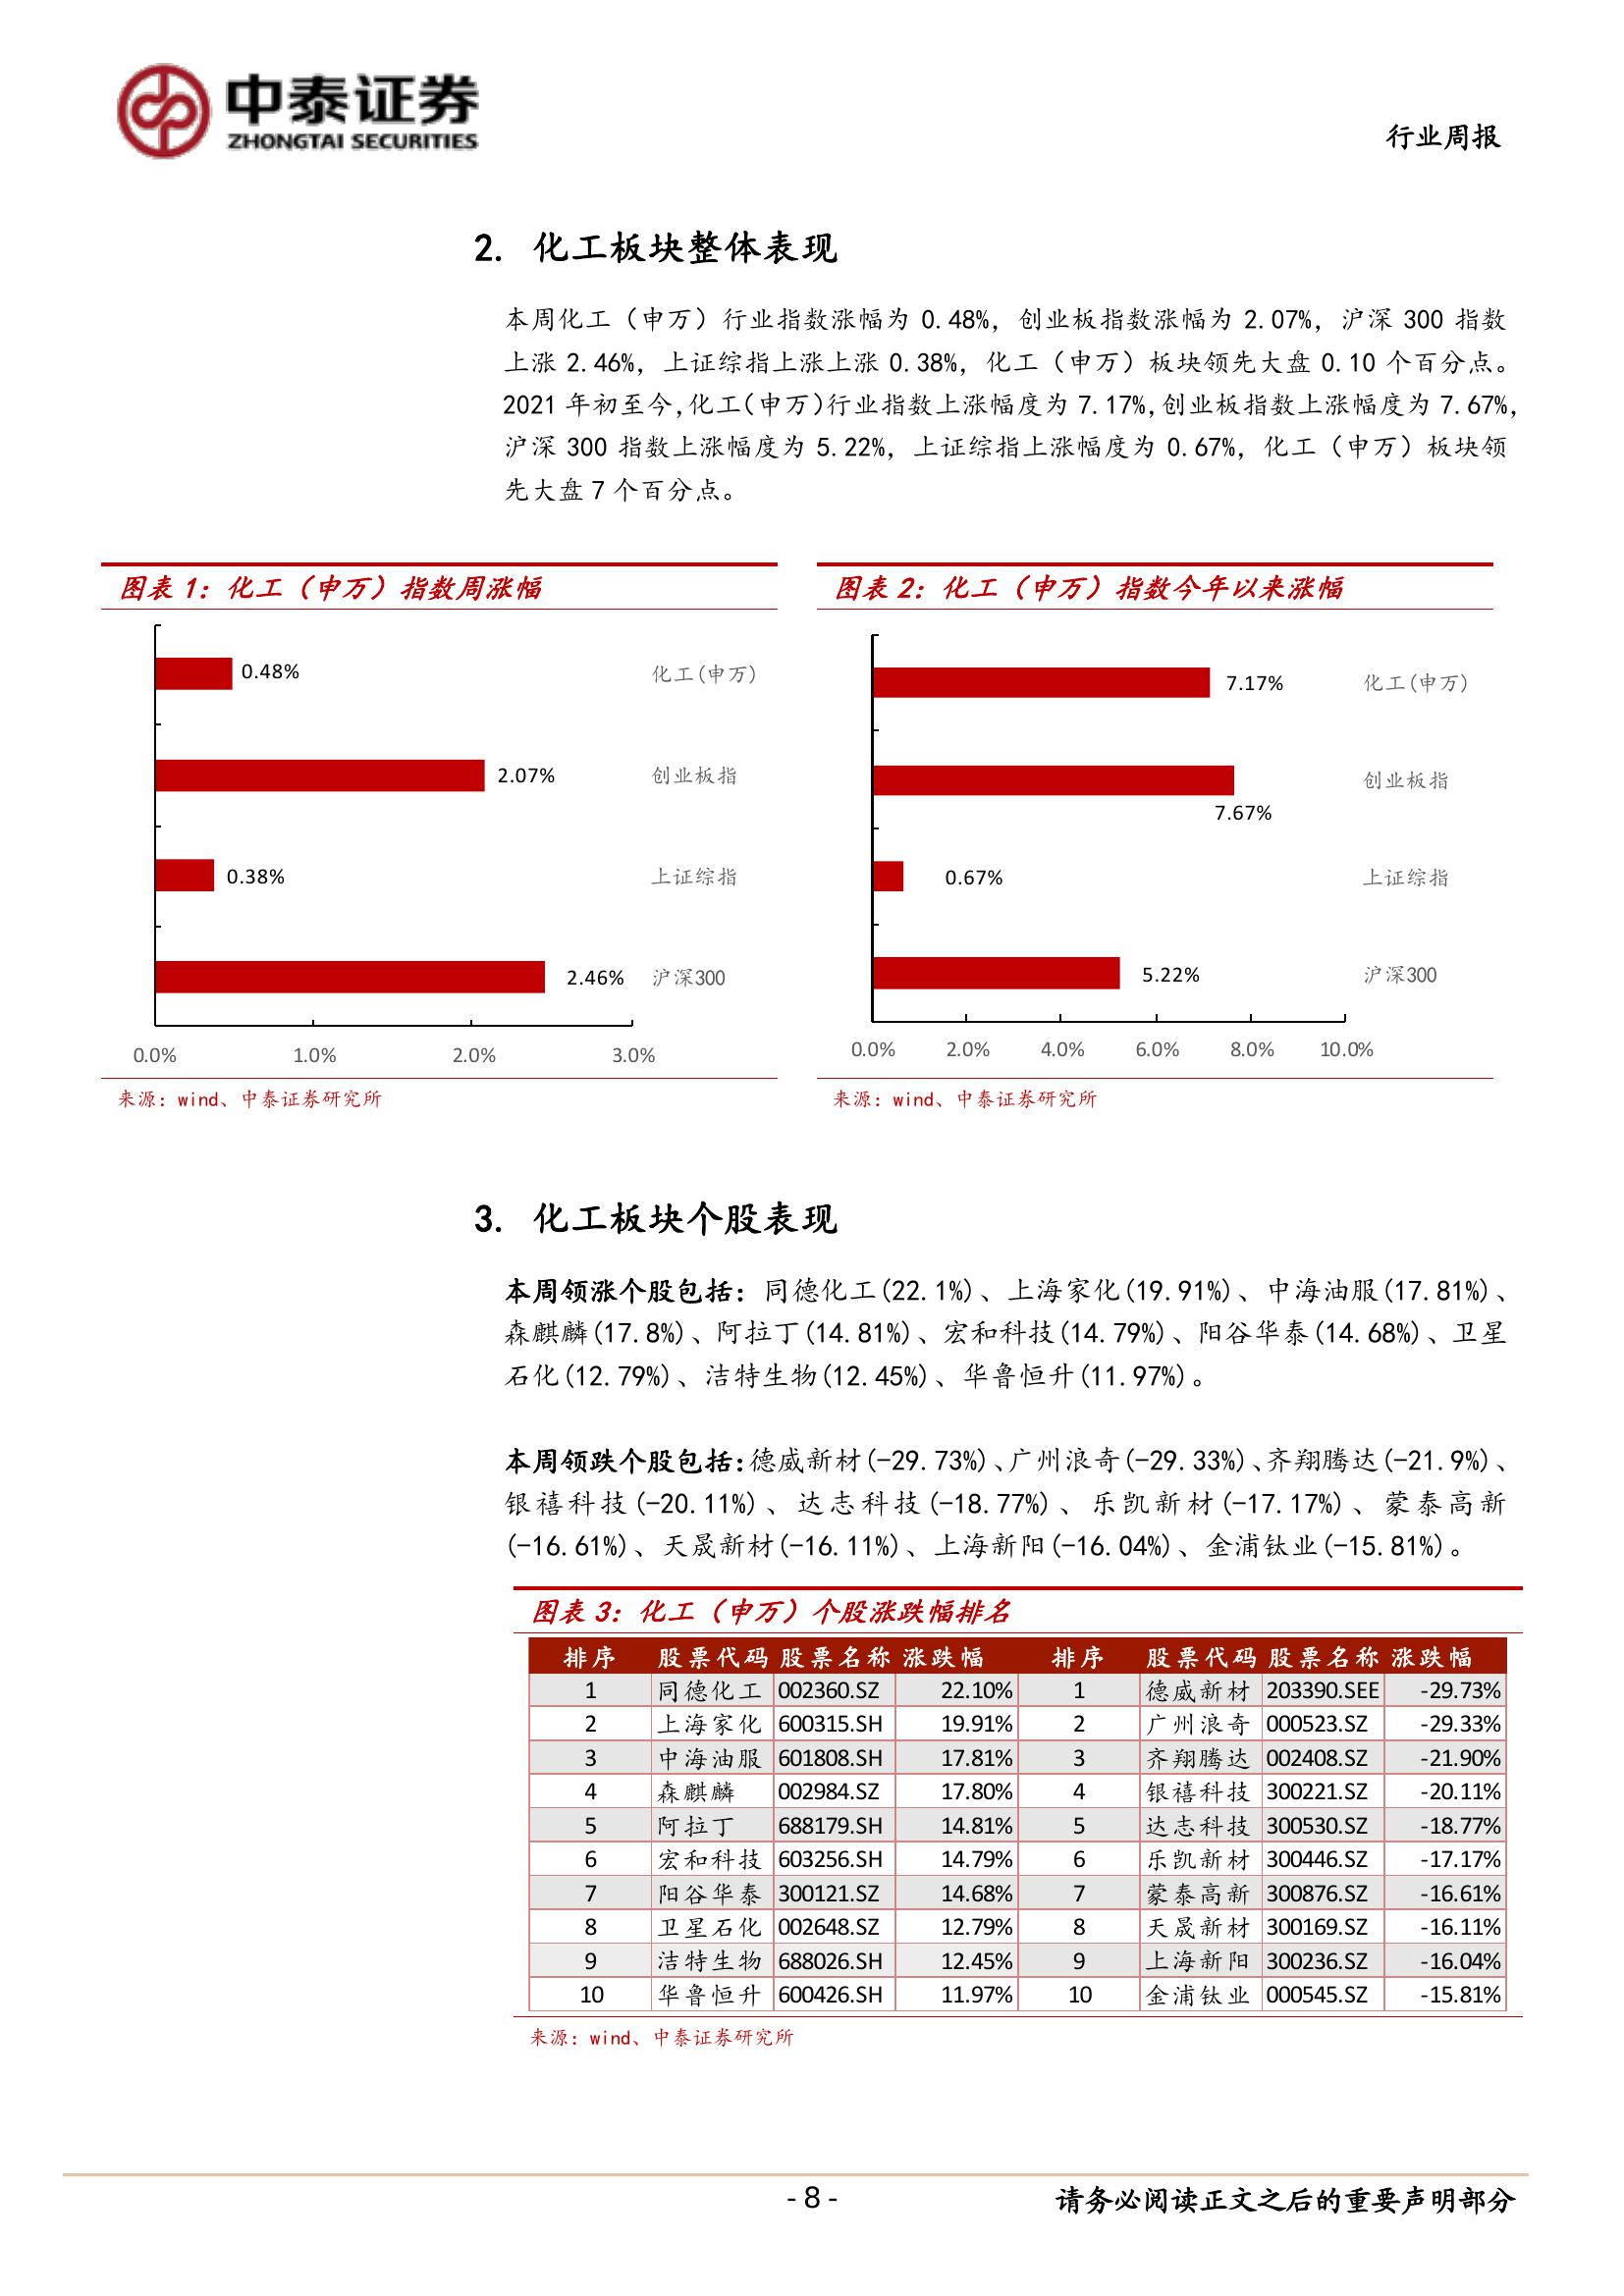 中泰证券
ZHONGTAI SECURITIES
行业周报
2. 化工板块整体表现
本周化工（申万）行业指数涨幅为 0.48%，创业板指数涨幅为 2.07%，沪深 300 指数
上涨 2.46%，上证综指上涨上涨 0.38%，化工（申万）板块领先大盘 0.10 个百分点。
2021 年初至今，化工（申万）行业指数上涨幅度为 7.17%，创业板指数上涨幅度为 7.67%，
沪深 300 指数上涨幅度为 5.22%，上证综指上涨幅度为 0.67%，化工（申万）板块领
先大盘 7 个百分点。
图表 1：化工（申万）指数周涨幅
0.48% 化工(申万)
2.07% 创业板指
0.38% 上证综指
2.46% 沪深300
0.0% 1.0% 2.0% 3.0%
来源：wind、中泰证券研究所
图表 2：化工（申万）指数今年以来涨幅
7.17% 化工(申万)
创业板指
7.67%
0.67% 上证综指
5.22% 沪深300
0.0% 2.0% 4.0% 6.0% 8.0% 10.0%
来源：wind、中泰证券研究所
3. 化工板块个股表现
本周领涨个股包括：同德化工(22.1%)、上海家化(19.91%)、中海油服(17.81%)、
森麒麟(17.8%)、阿拉丁(14.81%)、宏和科技(14.79%)、阳谷华泰(14.68%)、卫星
石化(12.79%)、洁特生物(12.45%)、华鲁恒升(11.97%)。
本周领跌个股包括:德威新材(-29.73%)、广州浪奇(-29.33%)、齐翔腾达(-21.9%)、
银禧科技(-20.11%)、达志科技(-18.77%)、乐凯新材(-17.17%)、蒙泰高新
(-16.61%)、天晟新材(-16.11%)、上海新阳(-16.04%)、金浦钛业(-15.81%)。
图表 3：化工（申万）个股涨跌幅排名
排序 股票代码 股票名称 涨跌幅 排序 股票代码 股票名称 涨跌幅
1 同德化工 002360.SZ 22.10% 1 德威新材 203390.SEE -29.73%
2 上海家化 600315.SH 19.91% 2 广州浪奇 000523.SZ -29.33%
3 中海油服 601808.SH 17.81% 3 齐翔腾达 002408.SZ -21.90%
4 森麒麟 002984.SZ 17.80% 4 银禧科技 300221.SZ -20.11%
5 阿拉丁 688179.SH 14.81% 5 达志科技 300530.SZ -18.77%
6 宏和科技 603256.SH 14.79% 6 乐凯新材 300446.SZ -17.17%
7 阳谷华泰 300121.SZ 14.68% 7 蒙泰高新 300876.SZ -16.61%
8 卫星石化 002648.SZ 12.79% 8 天晟新材 300169.SZ -16.11%
9 洁特生物 688026.SH 12.45% 9 上海新阳 300236.SZ -16.04%
10 华鲁恒升 600426.SH 11.97% 10 金浦钛业 000545.SZ -15.81%
来源：wind、中泰证券研究所
- 8 -
请务必阅读正文之后的重要声明部分